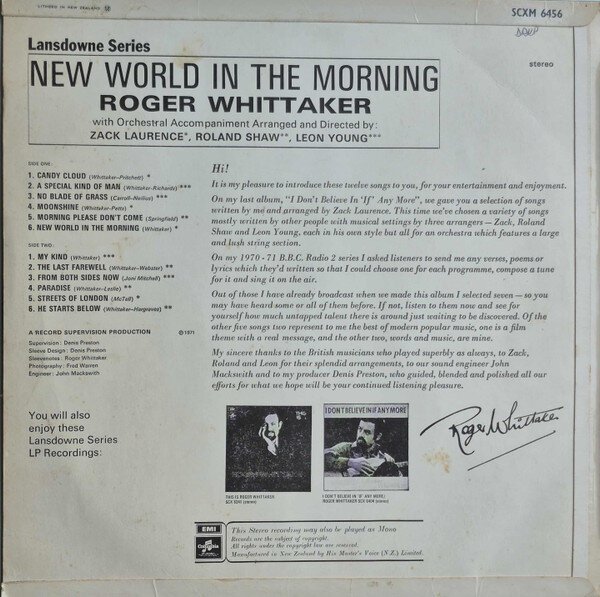 LITHOED IN NEW ZEALAND
SCXM 6456
stereo
Lansdowne Series
NEW WORLD IN THE MORNING
ROGER WHITTAKER
with Orchestral Accompaniment Arranged and Directed by:
ZACK LAURENCE*, ROLAND SHAW**, LEON YOUNG***
SIDE ONE:
1. CANDY CLOUD (Whittaker–Pritchett) *
2. A SPECIAL KIND OF MAN (Whittaker-Richards) ***
3. NO BLADE OF GRASS (Carroll–Nelius) ***
4. MOONSHINE (Whittaker-Petts) *
5. MORNING PLEASE DON'T COME (Springfield) **
6. NEW WORLD IN THE MORNING (Whittaker) *
SIDE TWO:
1. MY KIND (Whittaker) ***
2. THE LAST FAREWELL (Whittaker–Webster) **
3. FROM BOTH SIDES NOW (Joni Mitchell) ***
4. PARADISE (Whittaker–Leslie) **
5. STREETS OF LONDON (McTell) *
6. HE STARTS BELOW (Whittaker–Hargreave) **
A RECORD SUPERVISION PRODUCTION ℗1971
Supervision : Denis Preston
Sleeve Design : Denis Preston
Sleevenotes : Roger Whittaker
Photography : Fred Warren
Engineer : John Mackswith
Hi!
It is my pleasure to introduce these twelve songs to you, for your entertainment and enjoyment.
On my last album, "I Don't Believe In 'If' Any More", we gave you a selection of songs
written by me and arranged by Zack Laurence. This time we've chosen a variety of songs
mostly written by other people with musical settings by three arrangers — Zack, Roland
Shaw and Leon Young, each in his own style but all for an orchestra which features a large
and lush string section.
On my 1970 - 71 B.B.C. Radio 2 series I asked listeners to send me any verses, poems or
lyrics which they'd written so that I could choose one for each programme, compose a tune
for it and sing it on the air.
Out of those I have already broadcast when we made this album I selected seven — so you
may have heard some or all of them before. If not, listen to them now and see for
yourself how much untapped talent there is around just waiting to be discovered. Of the
other five songs two represent to me the best of modern popular music, one is a film
theme with a real message, and the other two, words and music, are mine.
My sincere thanks to the British musicians who played superbly as always, to Zack,
Roland and Leon for their splendid arrangements, to our sound engineer John
Mackswith and to my producer Denis Preston, who guided, blended and polished all our
efforts for what we hope will be your continued listening pleasure.
You will also
enjoy these
Lansdowne Series
LP Recordings:
I DON'T BELIEVE IN IF ANYMORE
THIS IS ROGER WHITTAKER
(stereo)
I DON'T BELIEVE IN 'IF' ANY MORE/
ROGER WHITTAKER SCX 6404 (stereo)
Roger Whittaker
EMI
Columbia
This Stereo recording may also be played as Mono
Records are the subject of copyright.
All rights under the copyright law are reserved.
Manufactured in New Zealand by His Master's Voice (N.Z.) Limited.